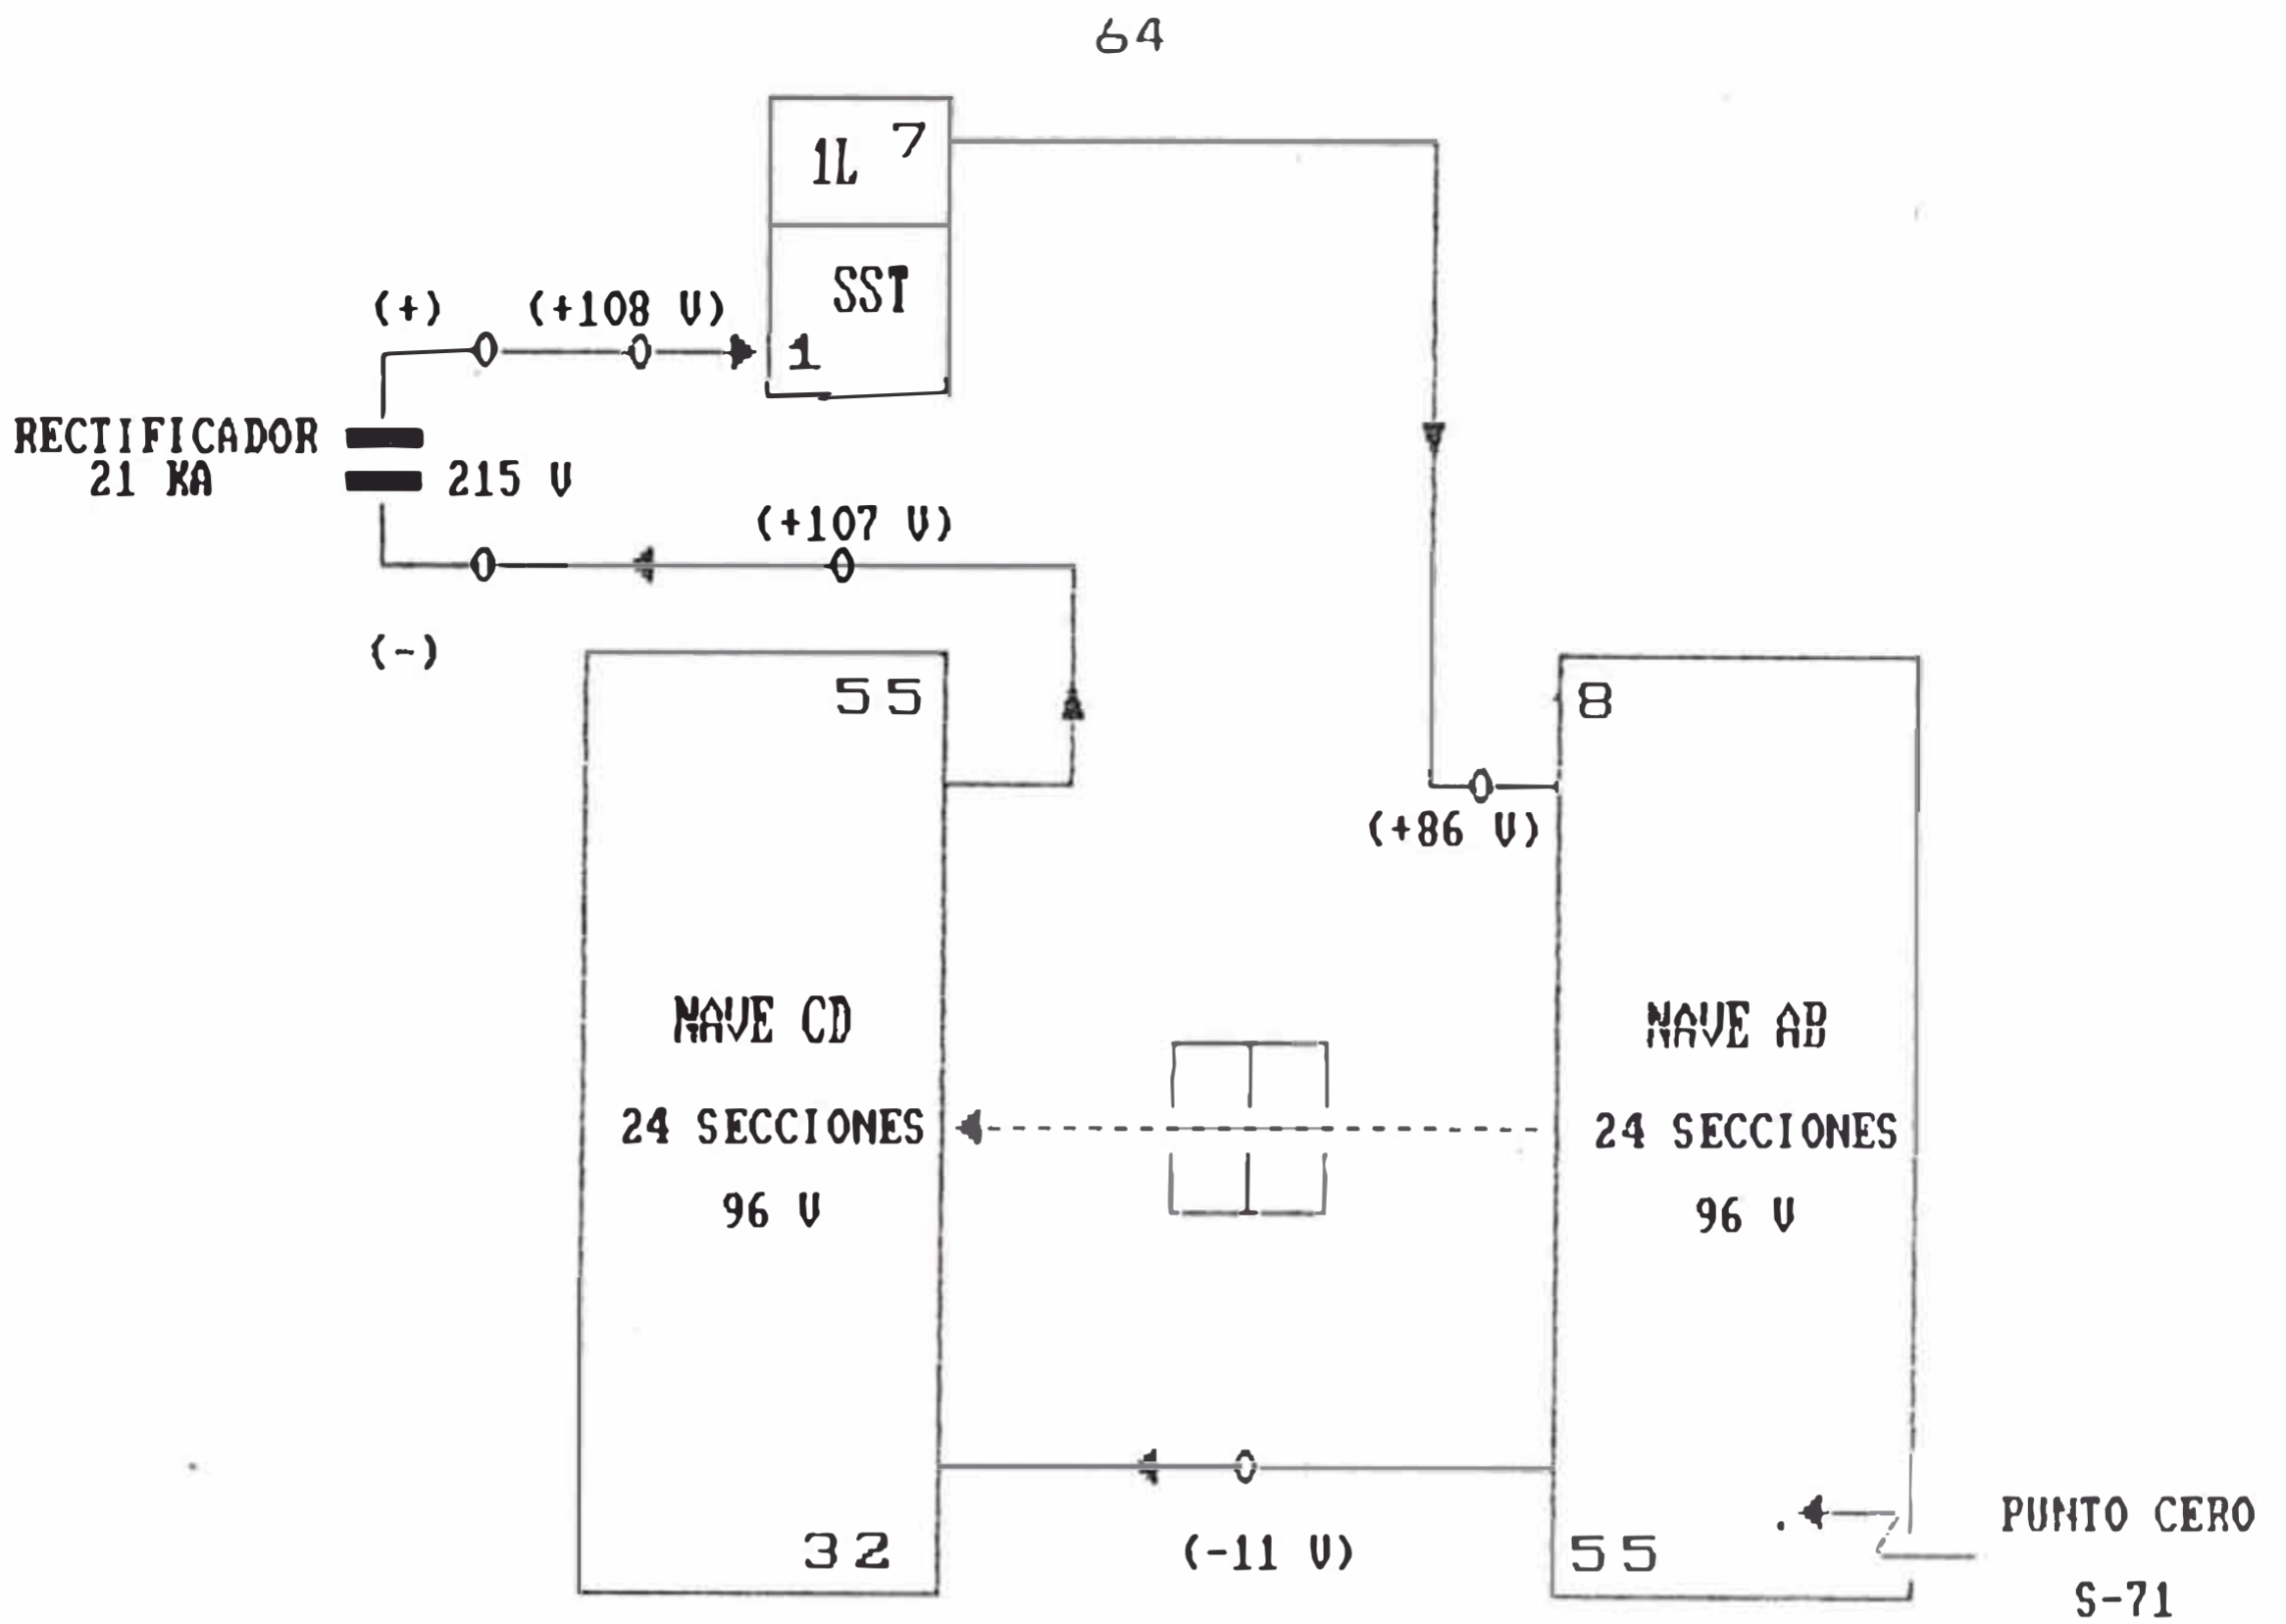 64
1L 7
SST
1
(+) (+108 V)
RECTIFICADOR
21 KA
215 V
(+107 V)
(-)
55
NAVE CD
24 SECCIONES
96 V
32
8
(+86 V)
NAVE AB
24 SECCIONES
96 V
55
(-11 V)
PUNTO CERO
S-71